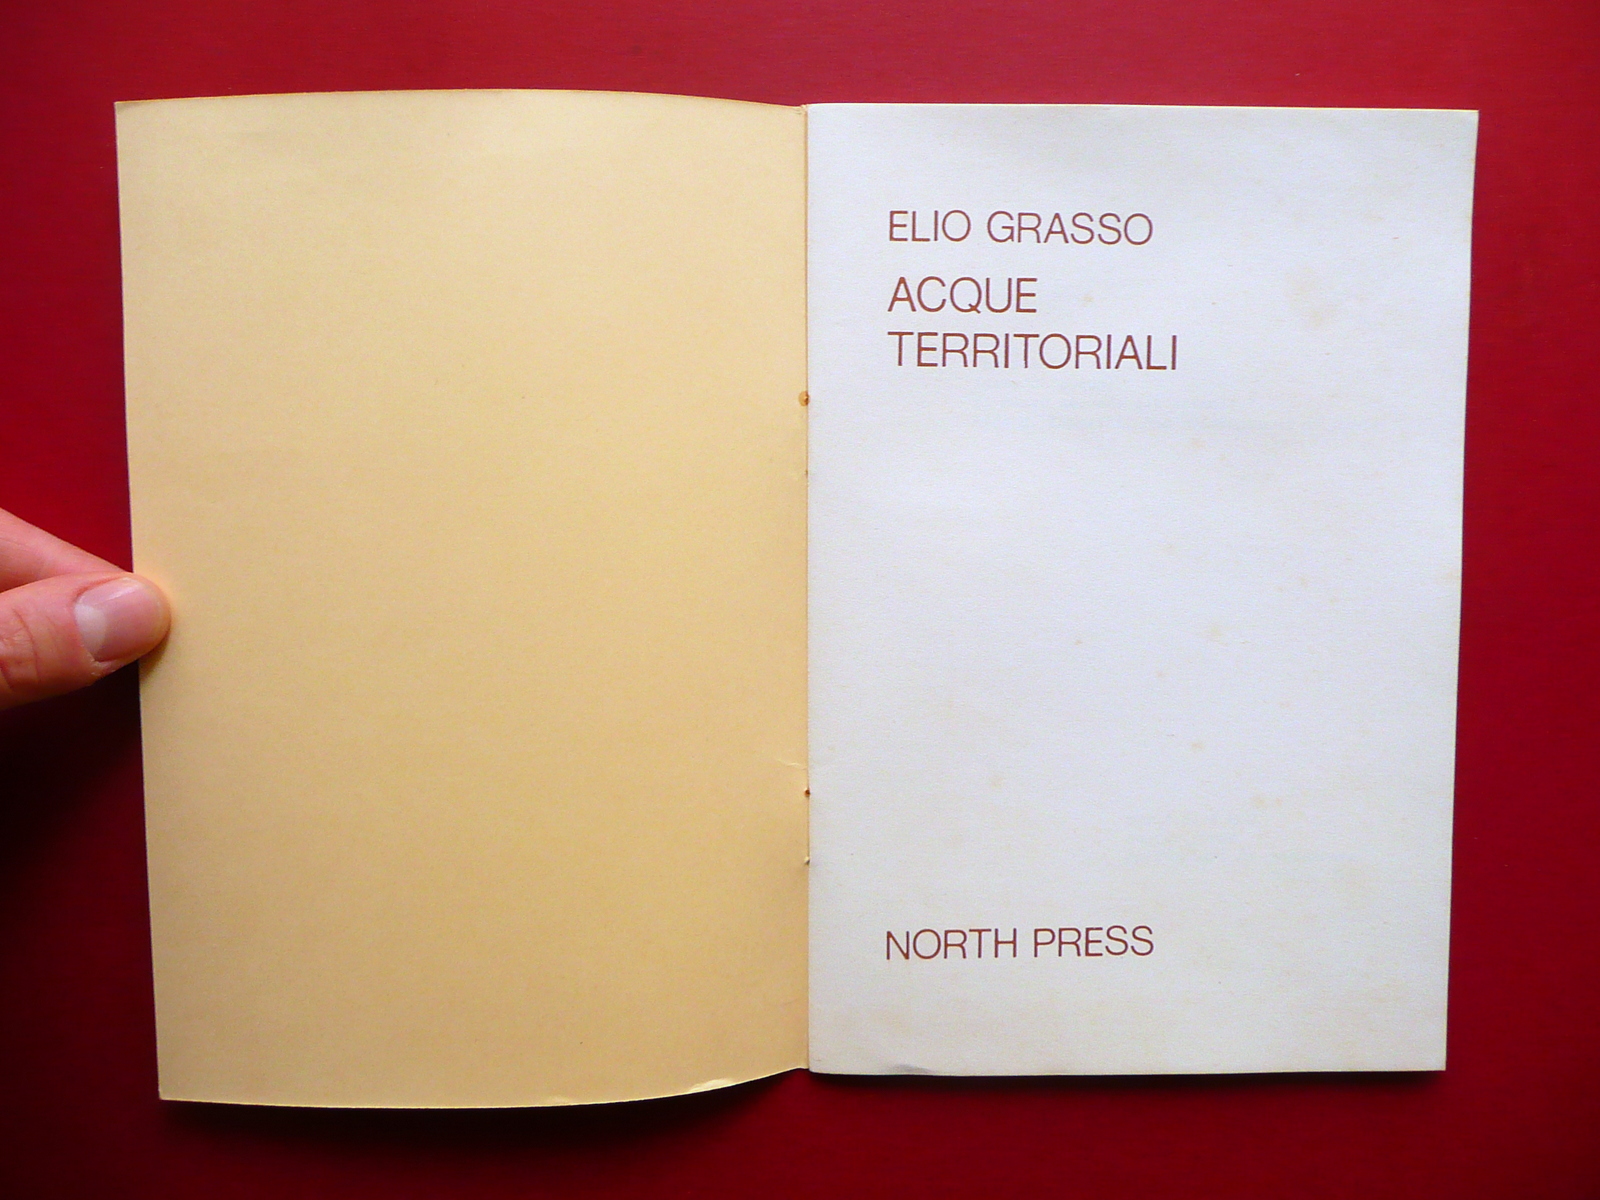 ELIO GRASSO
ACQUE
TERRITORIALI
NORTH PRESS